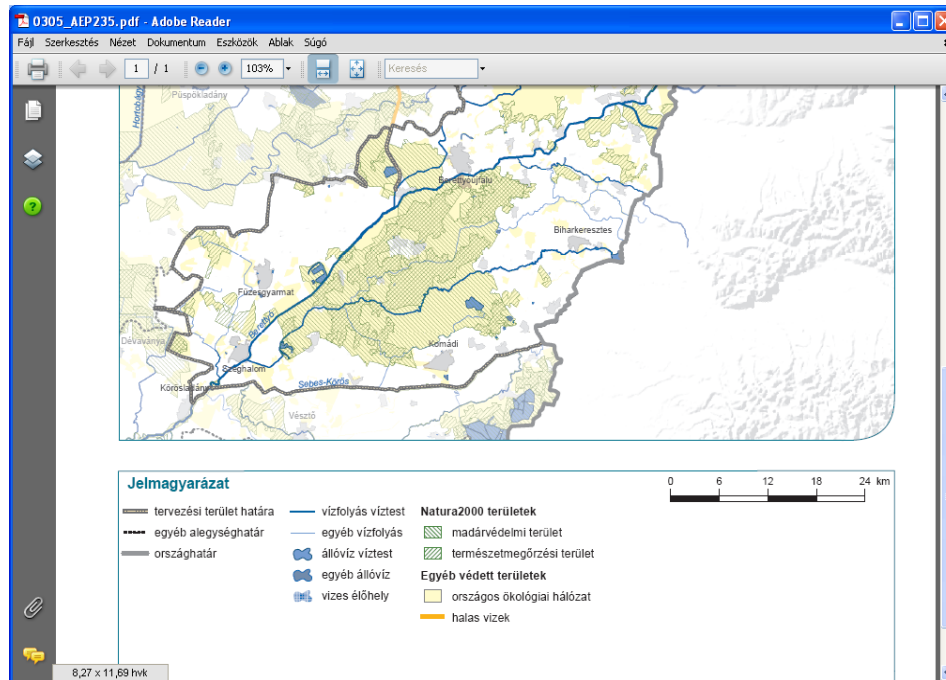 0305_AEP235.pdf - Adobe Reader
Fájl Szerkesztés Nézet Dokumentum Eszközök Ablak Súgó
1 / 1 103% Keresés
Püspökladány
Hortobágy
Berettyóújfalu
Biharkeresztes
Füzesgyarmat
Berettyó
Dévaványa
Komádi
Szeghalom
Sebes-Körös
Körösladány
Vésztő
Jelmagyarázat
0 6 12 18 24 km
tervezési terület határa
egyéb alegységhatár
országhatár
vízfolyás víztest
egyéb vízfolyás
állóvíz víztest
egyéb állóvíz
vizes élőhely
Natura2000 területek
madárvédelmi terület
természetmegőrzési terület
Egyéb védett területek
országos ökológiai hálózat
halas vizek
8,27 x 11,69 hvk